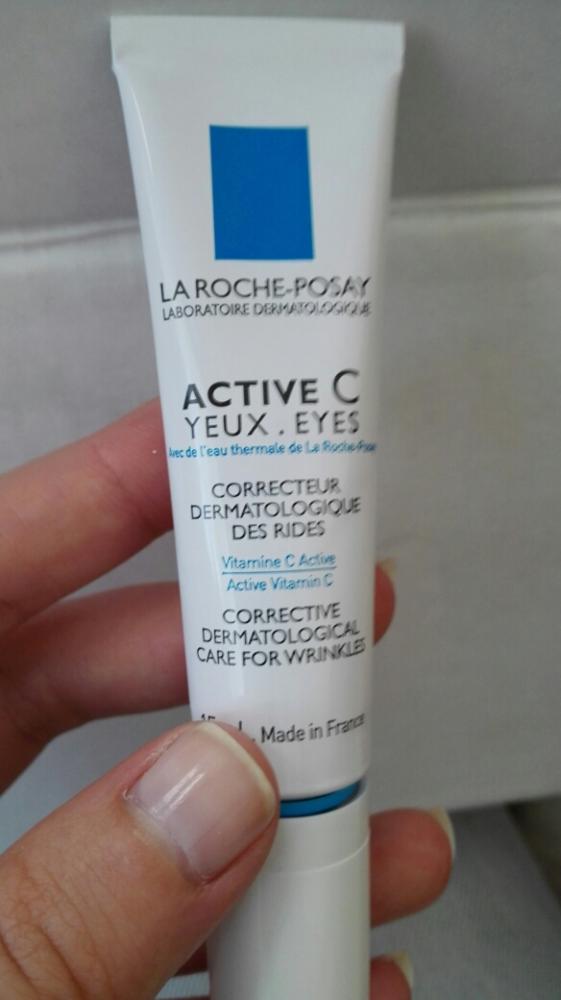 LA ROCHE-POSAY
LABORATOIRE DERMATOLOGIQUE
ACTIVE C
YEUX . EYES
Avec de l'eau thermale de La Roche-Posay
CORRECTEUR
DERMATOLOGIQUE
DES RIDES
Vitamine C Active
Active Vitamin C
CORRECTIVE
DERMATOLOGICAL
CARE FOR WRINKLES
Made in France